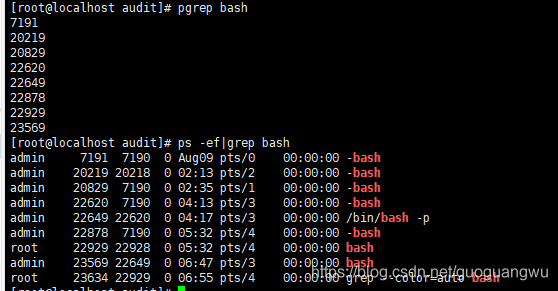 [root@localhost audit]# pgrep bash
7191
20219
20829
22620
22649
22878
22929
23569
[root@localhost audit]# ps -ef|grep bash
admin 7191 7190 0 Aug09 pts/0 00:00:00 -bash
admin 20219 20218 0 02:13 pts/2 00:00:00 -bash
admin 20829 7190 0 02:35 pts/1 00:00:00 -bash
admin 22620 7190 0 04:13 pts/3 00:00:00 -bash
admin 22649 22620 0 04:17 pts/3 00:00:00 /bin/bash -p
admin 22878 7190 0 05:32 pts/4 00:00:00 -bash
root 22929 22928 0 05:32 pts/4 00:00:00 bash
admin 23569 22649 0 06:47 pts/3 00:00:00 bash
root 23634 22929 0 06:55 pts/4 00:00:00 grep --color=auto bash
[root@localhost audit]#
https://blog.csdn.net/guoguangwu